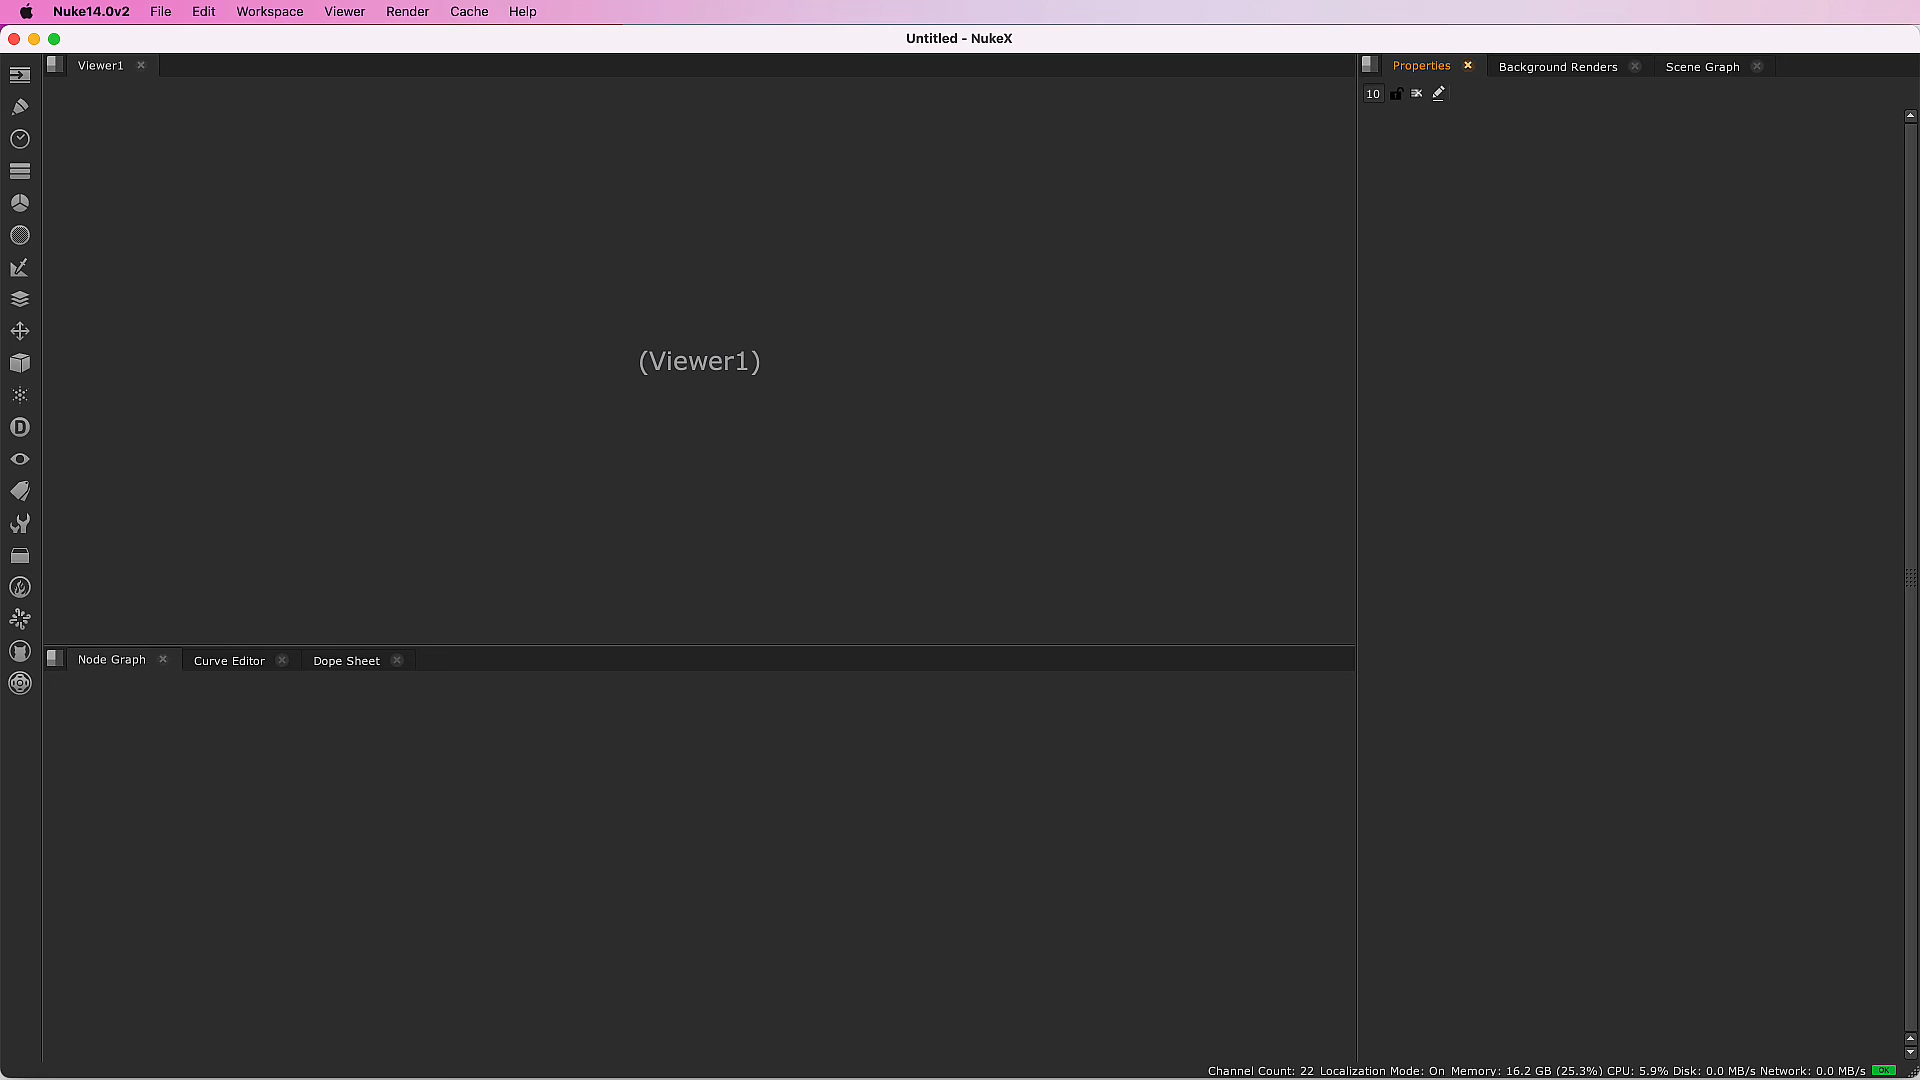 Nuke14.0v2 File Edit Workspace Viewer Render Cache Help
Untitled - NukeX
Viewer1
Properties Background Renders Scene Graph
10
D
(Viewer1)
Node Graph Curve Editor Dope Sheet
Channel Count: 22 Localization Mode: On Memory: 16.2 GB (25.3%) CPU: 5.9% Disk: 0.0 MB/s Network: 0.0 MB/s OK